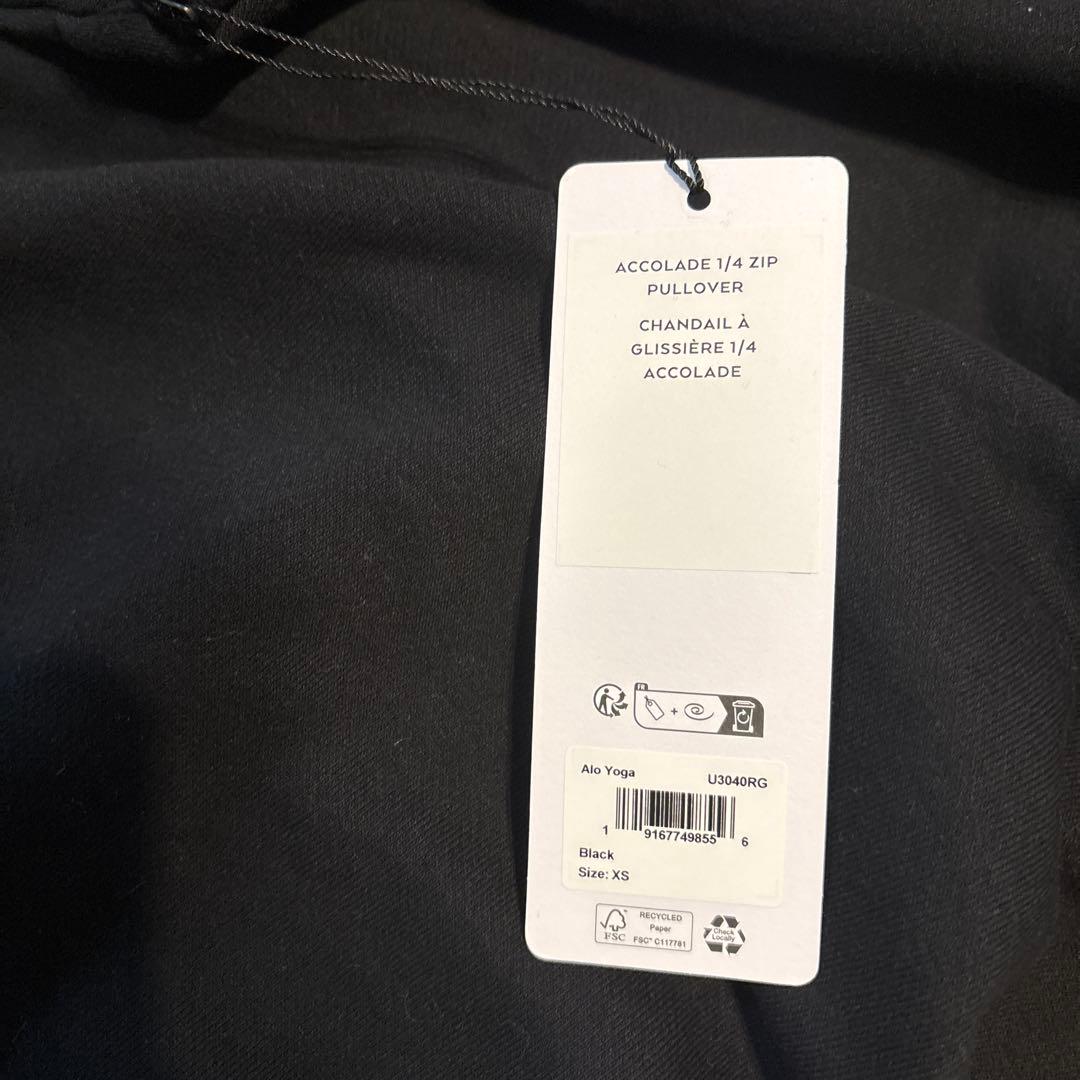 ACCOLADE 1/4 ZIP
PULLOVER
CHANDAIL À
GLISSIÈRE 1/4
ACCOLADE
FR
+
Alo Yoga U3040RG
1 9167749855 6
Black
Size: XS
FSC
RECYCLED
Paper
FSC™ C117781
Check
Locally